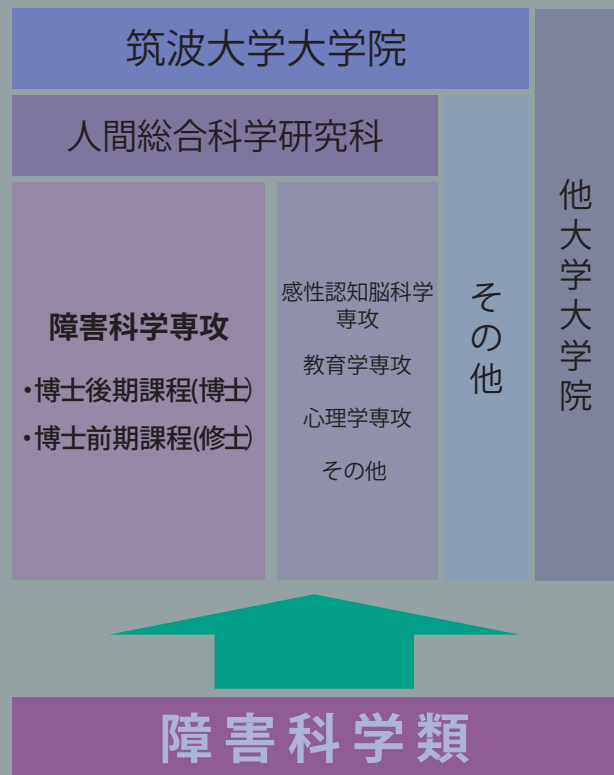 筑波大学大学院
人間総合科学研究科
障害科学専攻
・博士後期課程(博士)
・博士前期課程(修士)
感性認知脳科学
専攻
教育学専攻
心理学専攻
その他
その他
他大学大学院
障害科学類